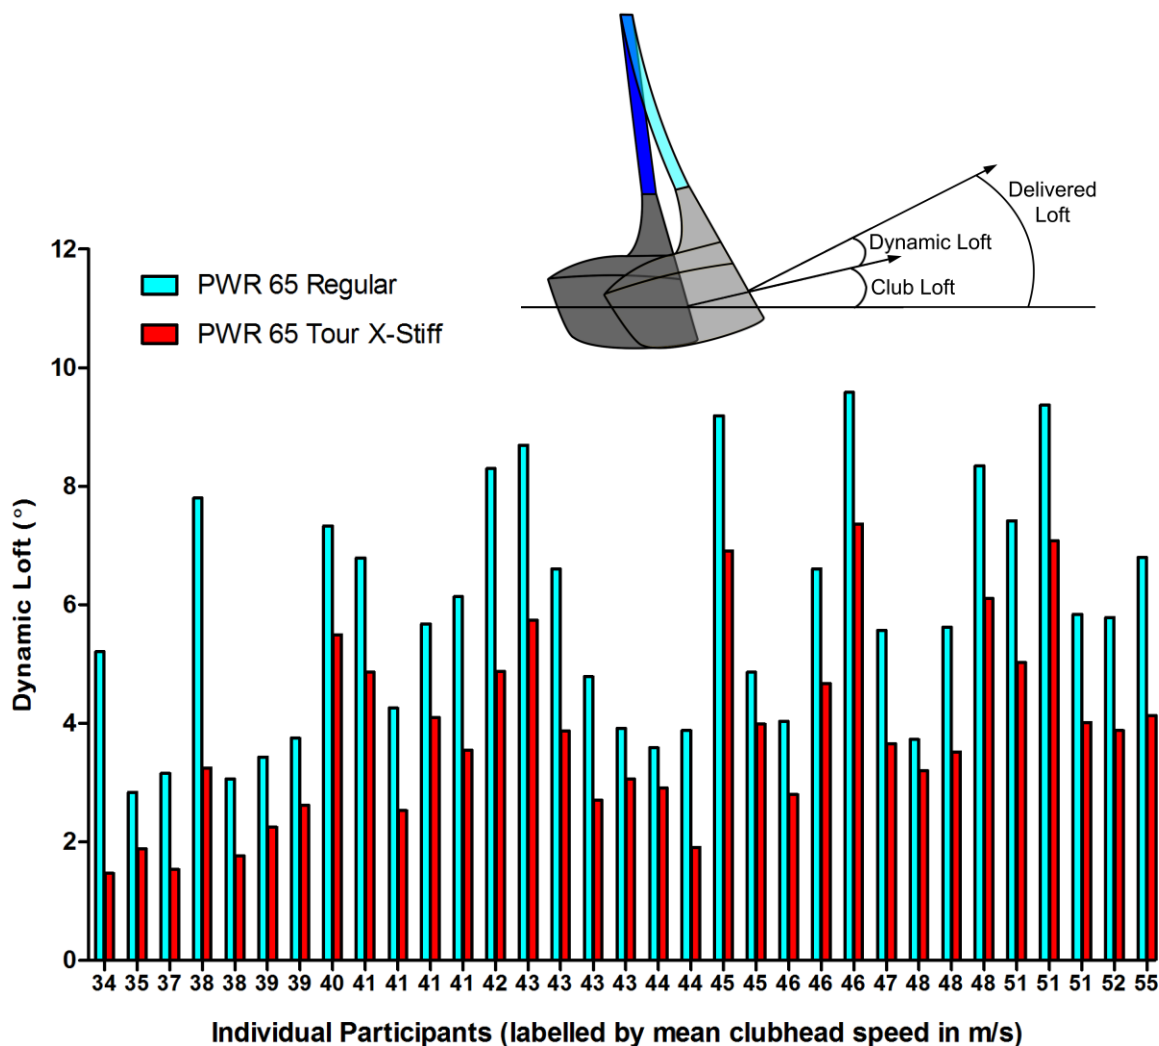 Delivered
Loft
Dynamic Loft
Club Loft
PWR 65 Regular
PWR 65 Tour X-Stiff
Dynamic Loft (°)
12
10
8
6
4
2
0
34 35 37 38 38 39 39 40 41 41 41 41 42 43 43 43 43 44 44 45 45 46 46 46 47 48 48 48 51 51 51 52 55
Individual Participants (labelled by mean clubhead speed in m/s)